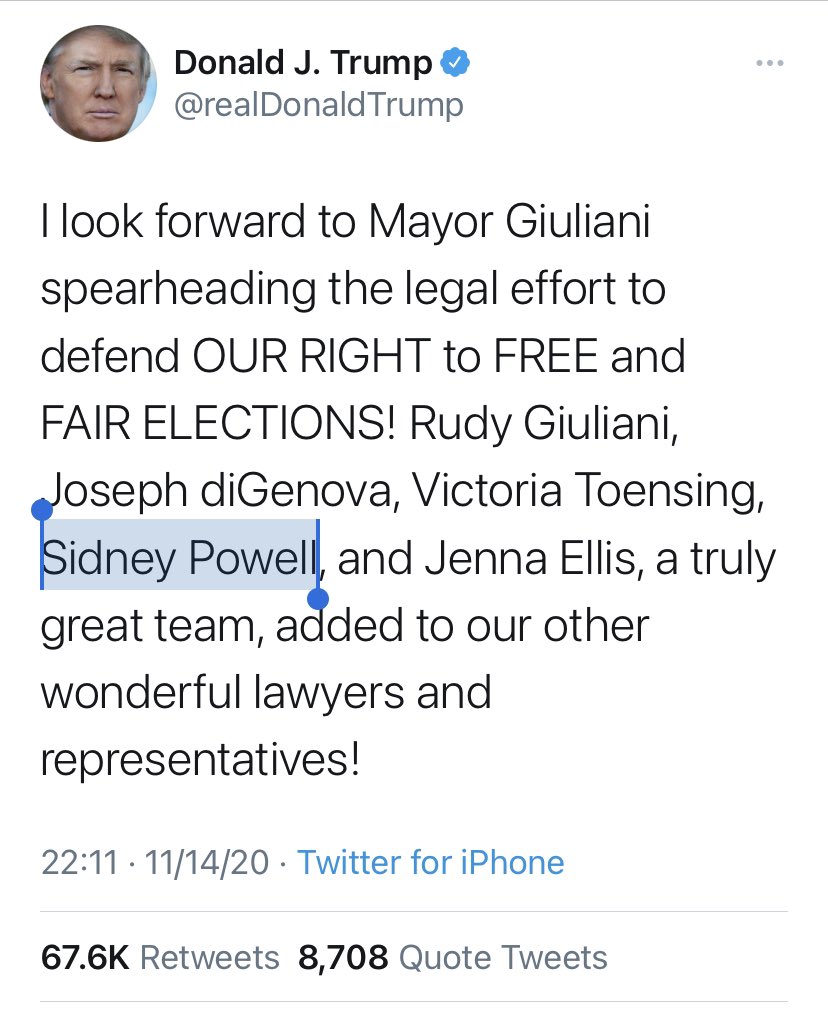 Donald J. Trump
@realDonaldTrump
I look forward to Mayor Giuliani
spearheading the legal effort to
defend OUR RIGHT to FREE and
FAIR ELECTIONS! Rudy Giuliani,
Joseph diGenova, Victoria Toensing,
Sidney Powell, and Jenna Ellis, a truly
great team, added to our other
wonderful lawyers and
representatives!
22:11 · 11/14/20 · Twitter for iPhone
67.6K Retweets 8,708 Quote Tweets